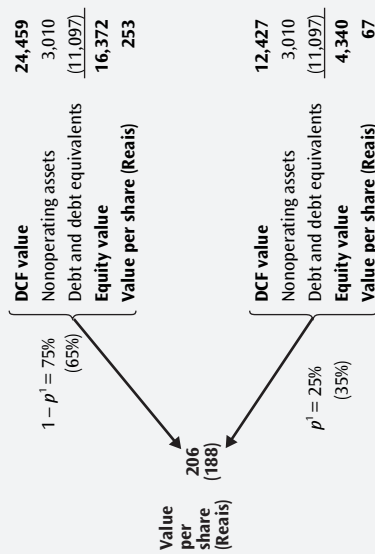 Value
per
share
(Reais)
206
(188)
1 – p¹ = 75%
(65%)
DCF value 24,459
Nonoperating assets 3,010
Debt and debt equivalents (11,097)
Equity value 16,372
Value per share (Reais) 253
p¹ = 25%
(35%)
DCF value 12,427
Nonoperating assets 3,010
Debt and debt equivalents (11,097)
Equity value 4,340
Value per share (Reais) 67